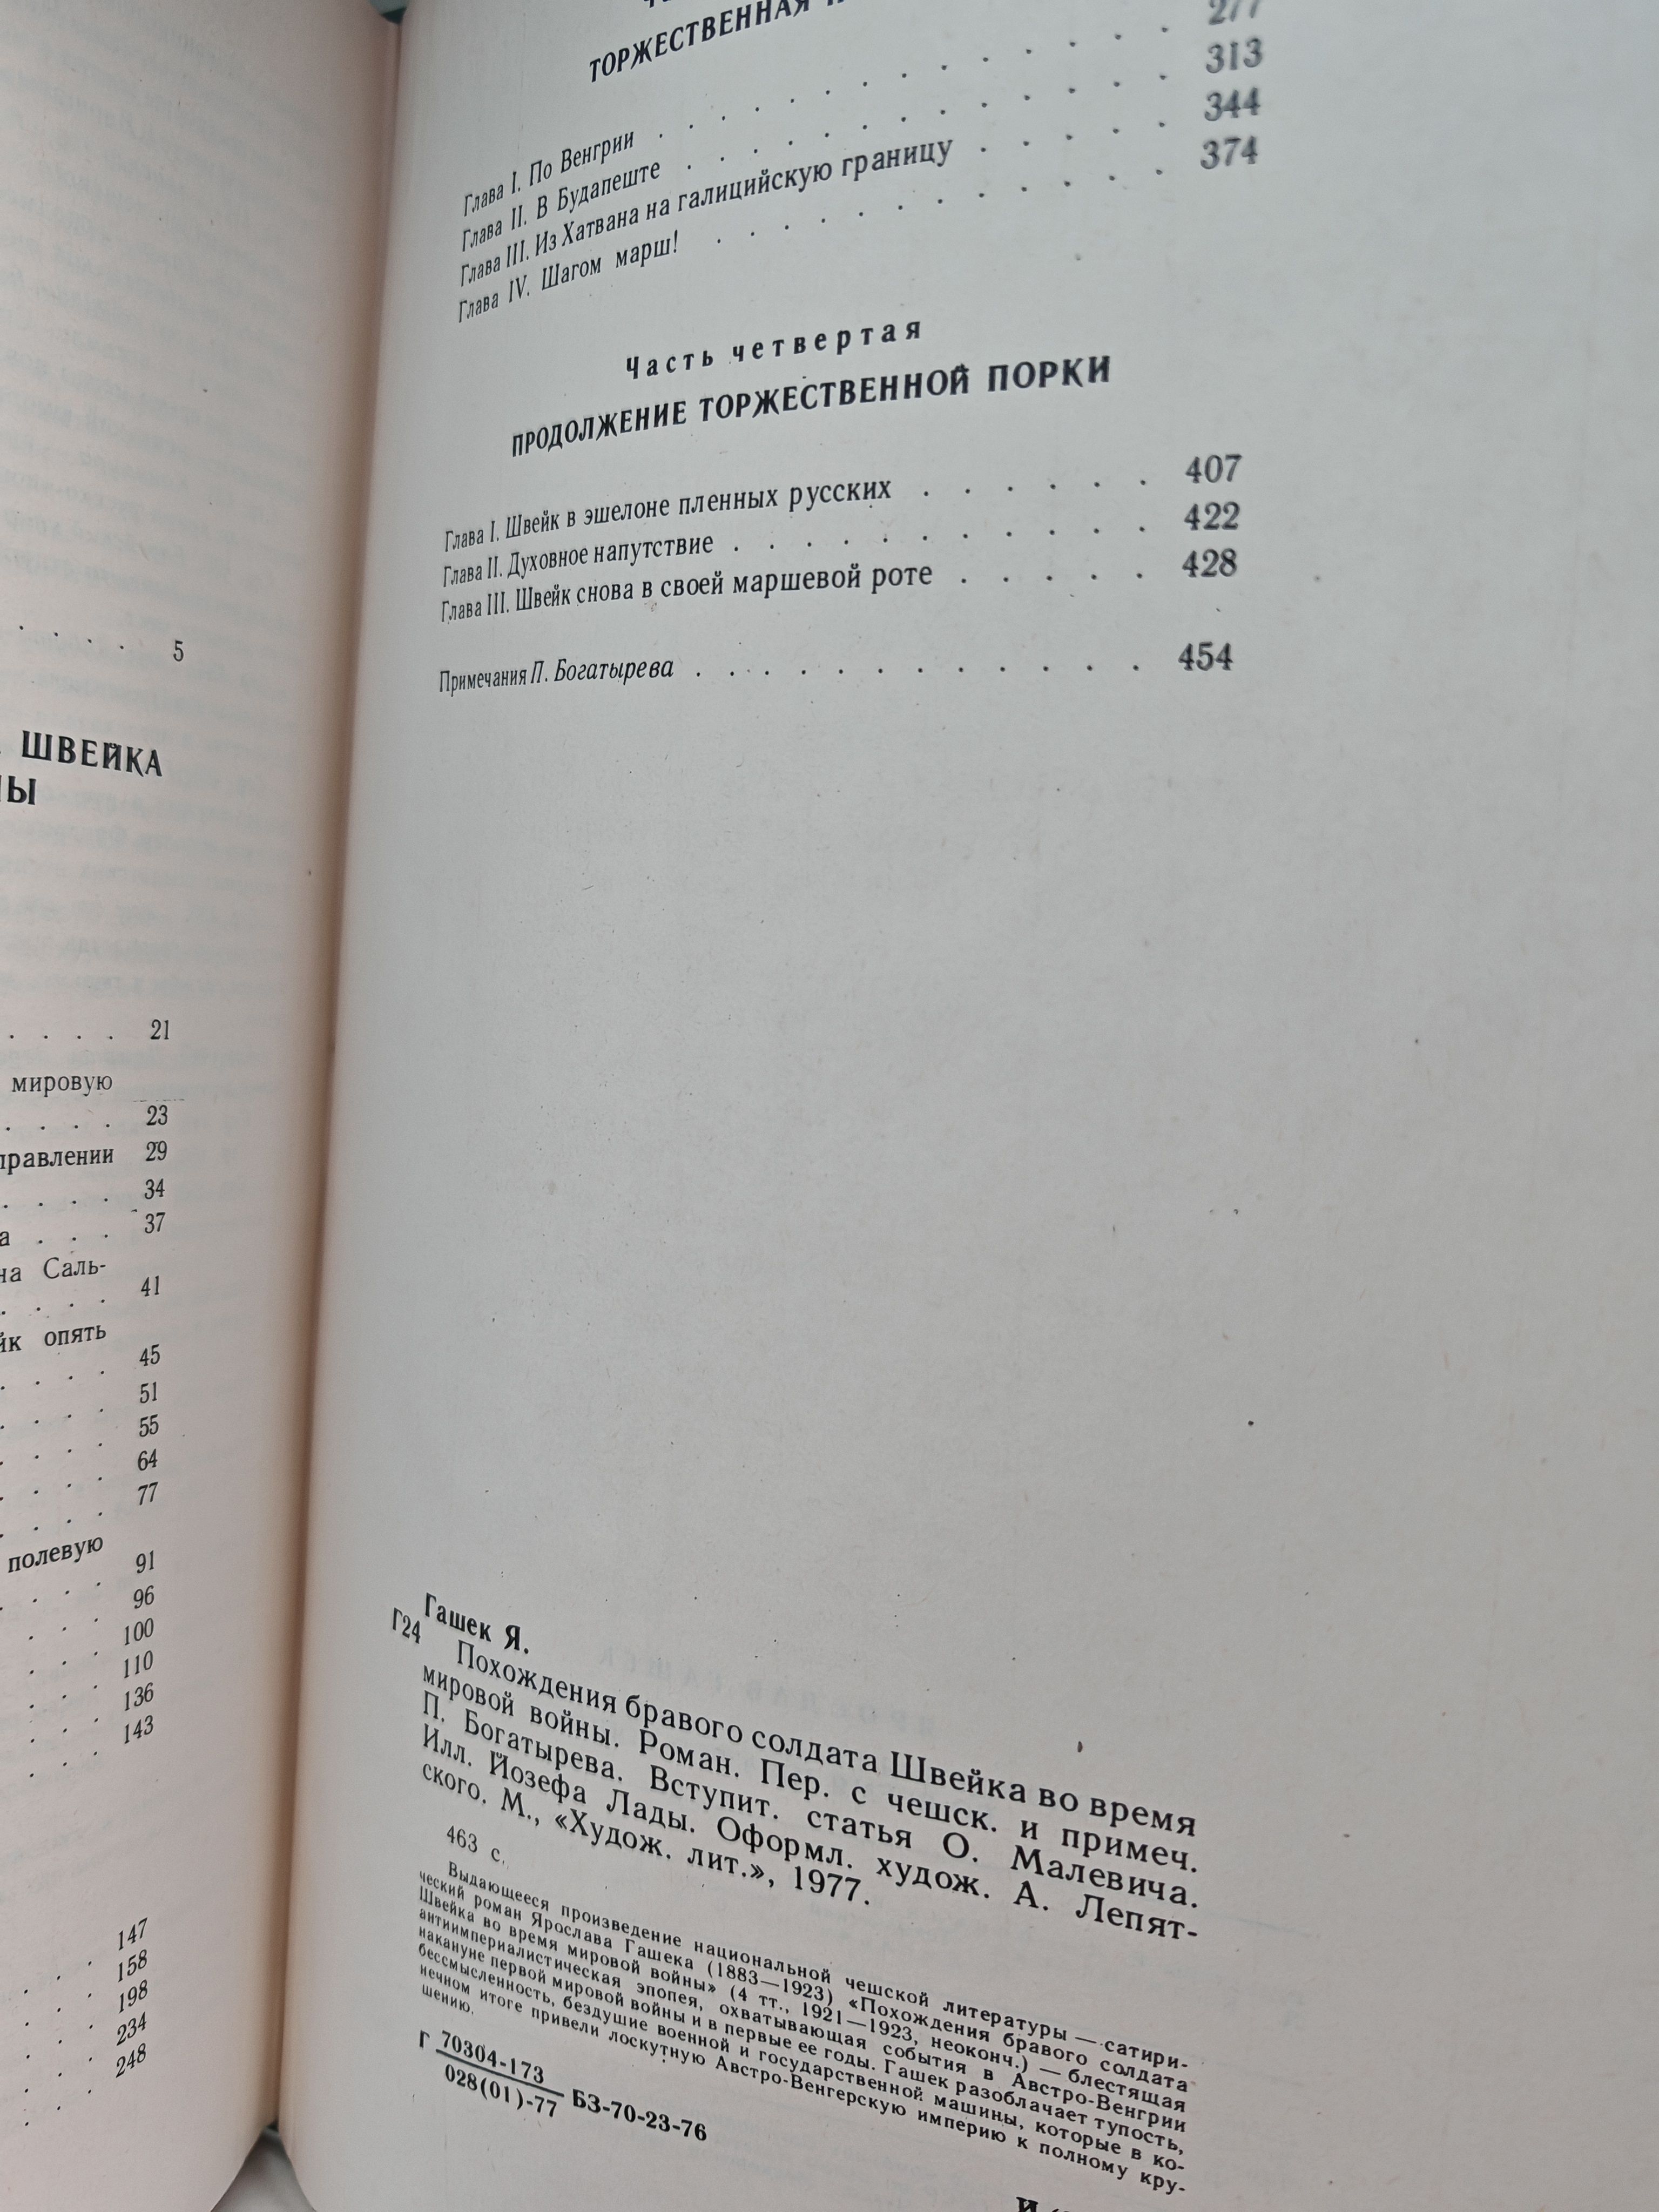 5
ШВЕЙКА
21
мировую
23
29
34
37
на Саль-
41
опять
45
51
55
64
77
полевую
91
96
100
110
136
143
147
158
198
234
248
ТОРЖЕСТВЕННАЯ
Глава I. По Венгрии . . . . . . . . . . . 277
Глава II. В Будапеште . . . . . . . . . . . 313
Глава III. Из Хатвана на галицийскую границу . . . . 344
Глава IV. Шагом марш! . . . . . . . . . . 374
Часть четвертая
ПРОДОЛЖЕНИЕ ТОРЖЕСТВЕННОЙ ПОРКИ
Глава I. Швейк в эшелоне пленных русских . . . . . . 407
Глава II. Духовное напутствие . . . . . . . . . . 422
Глава III. Швейк снова в своей маршевой роте . . . . . 428
Примечания П. Богатырева . . . . . . . . . . . 454
Гашек Я.
Г24 Похождения бравого солдата Швейка во время
мировой войны. Роман. Пер. с чешск. и примеч.
П. Богатырева. Вступит. статья О. Малевича.
Илл. Йозефа Лады. Оформл. худож. А. Лепят-
ского. М., «Худож. лит.», 1977.
463 с.
Выдающееся произведение национальной чешской литературы — сатири-
ческий роман Ярослава Гашека (1883—1923) «Похождения бравого солдата
Швейка во время мировой войны» (4 тт., 1921—1923, неоконч.) — блестящая
антиимпериалистическая эпопея, охватывающая события в Австро-Венгрии
накануне первой мировой войны и в первые ее годы. Гашек разоблачает тупость,
бессмысленность, бездушие военной и государственной машины, которые в ко-
нечном итоге привели лоскутную Австро-Венгерскую империю к полному кру-
шению.
Г 70304-173
028(01)-77 БЗ-70-23-76